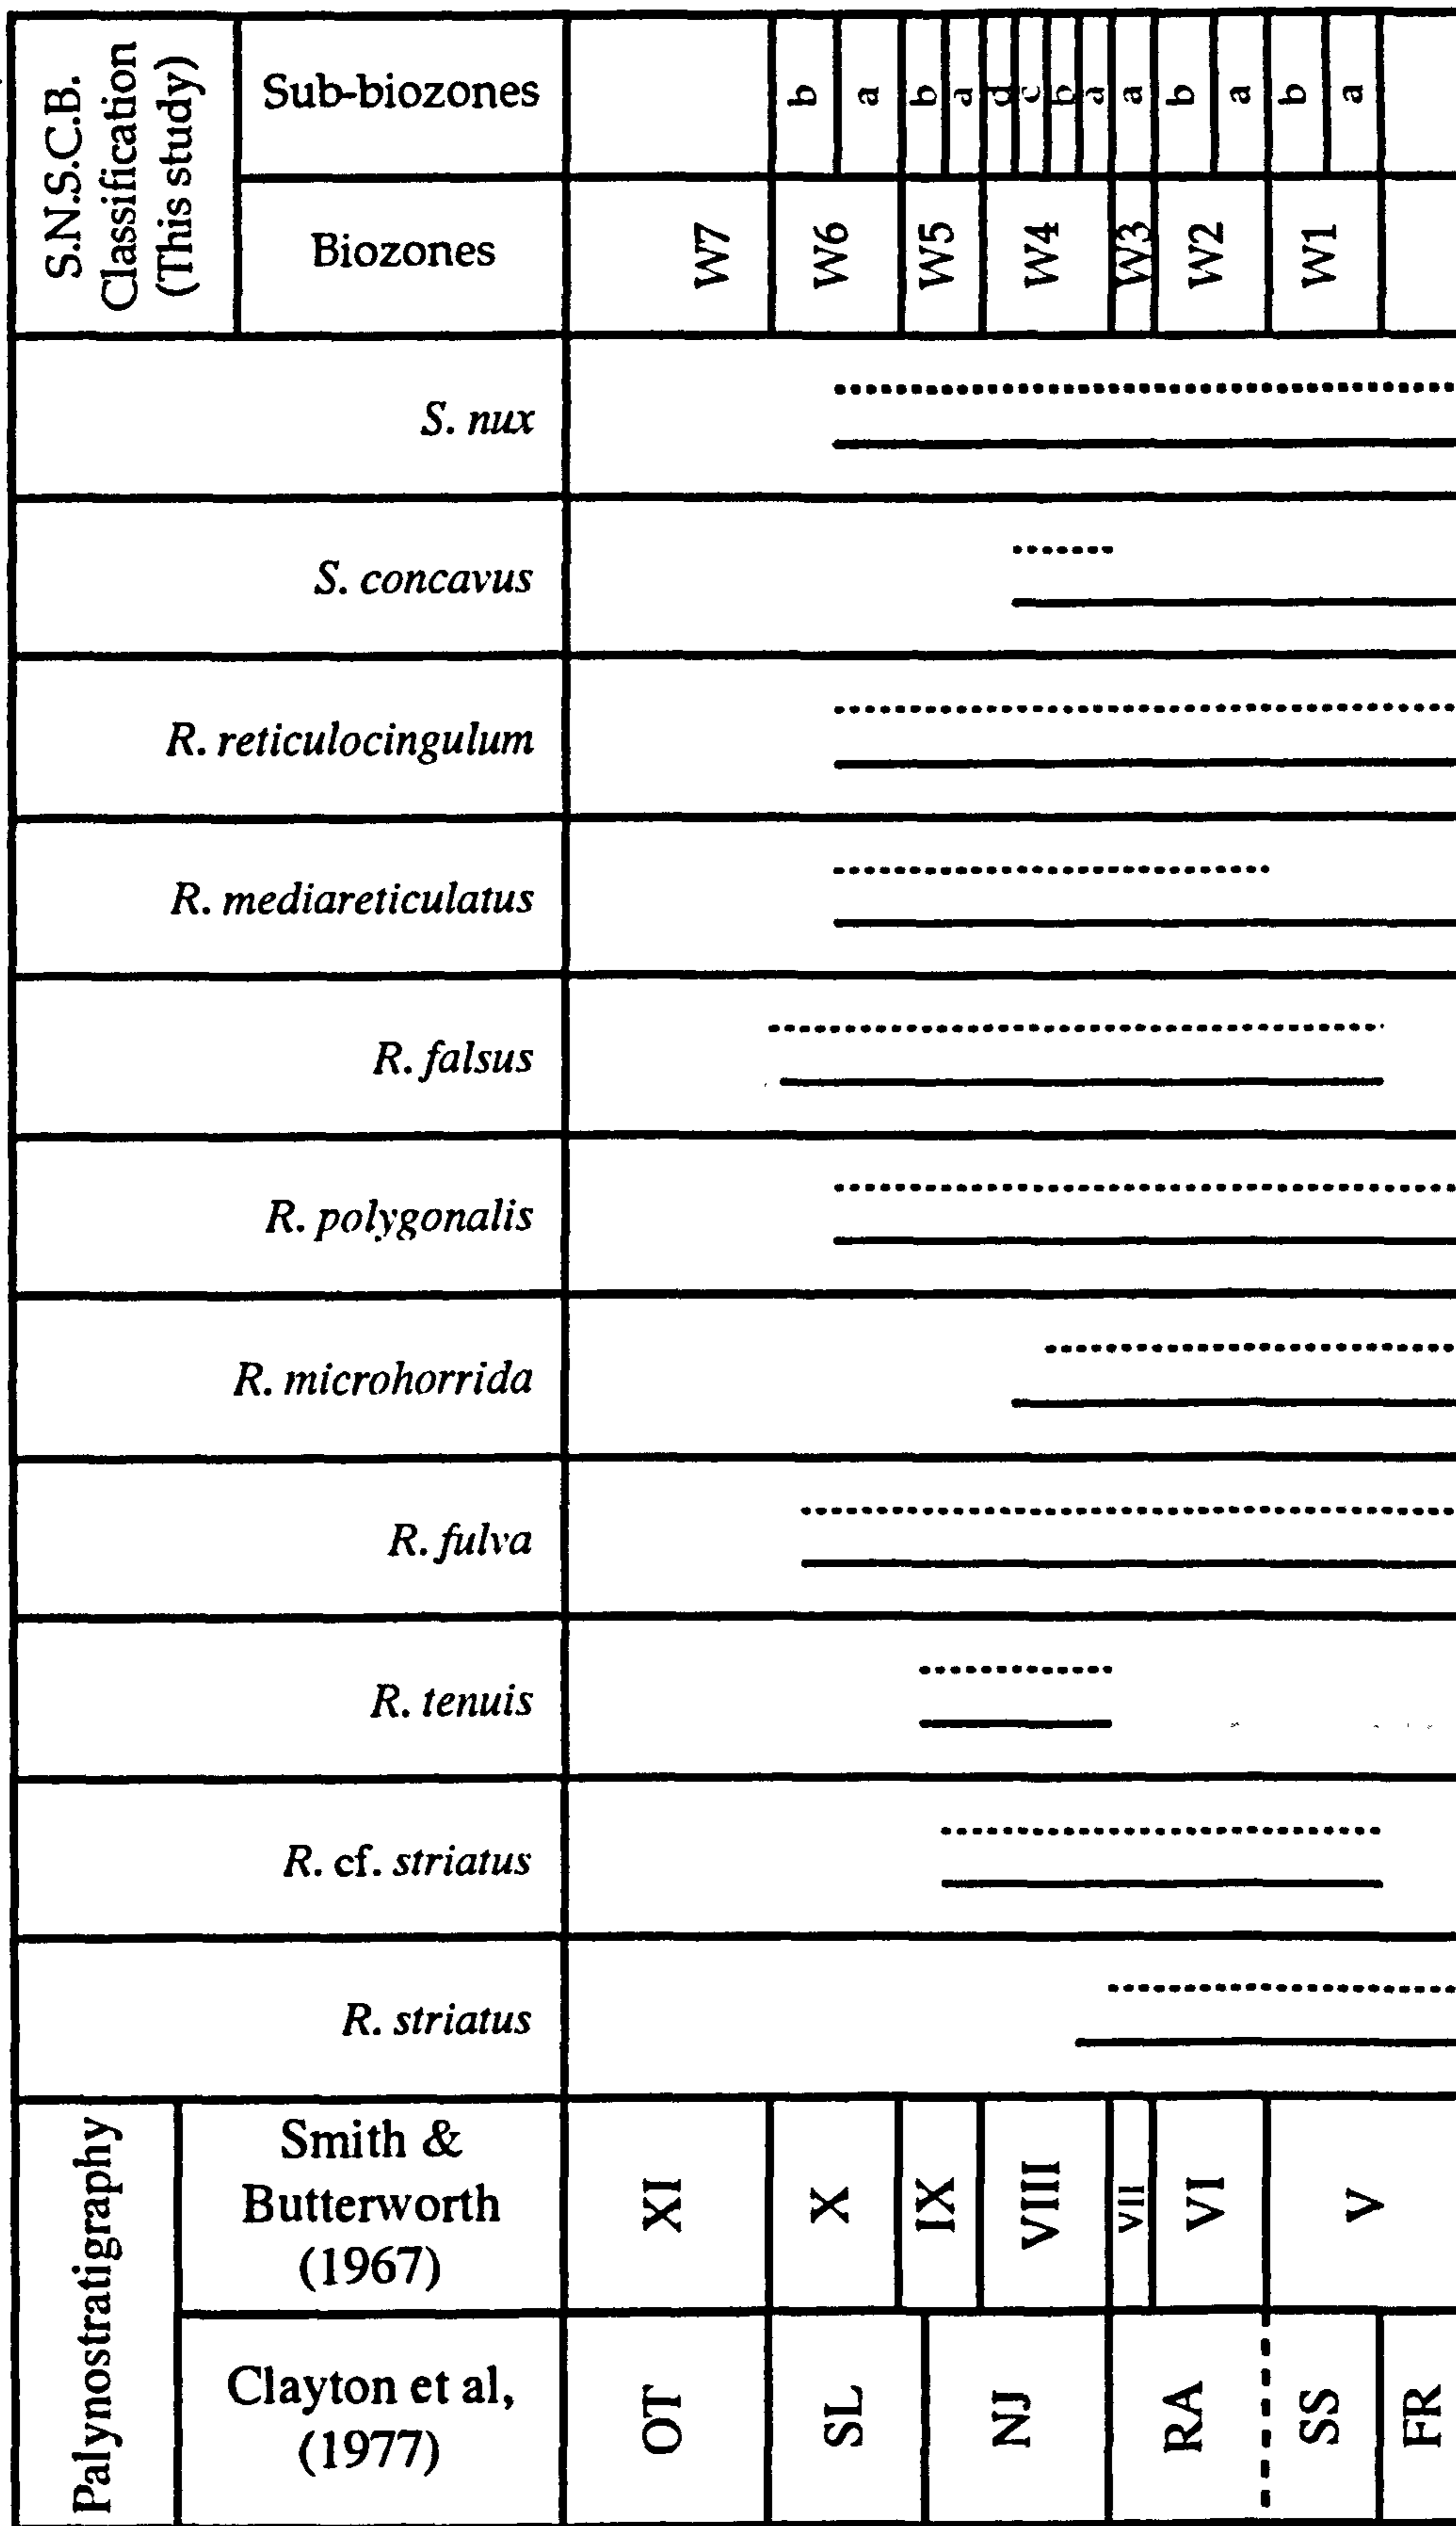 S.N.S.C.B.
Classification
(This study)
Sub-biozones
b
a
b
a
d
c
b
a
a
b
a
b
a
Biozones
W7
W6
W5
W4
W3
W2
W1
S. nux
S. concavus
R. reticulocingulum
R. mediareticulatus
R. falsus
R. polygonalis
R. microhorrida
R. fulva
R. tenuis
R. cf. striatus
R. striatus
Palynostratigraphy
Smith &
Butterworth
(1967)
XI
X
IX
VIII
VII
VI
V
Clayton et al,
(1977)
OT
SL
NJ
RA
SS
FR